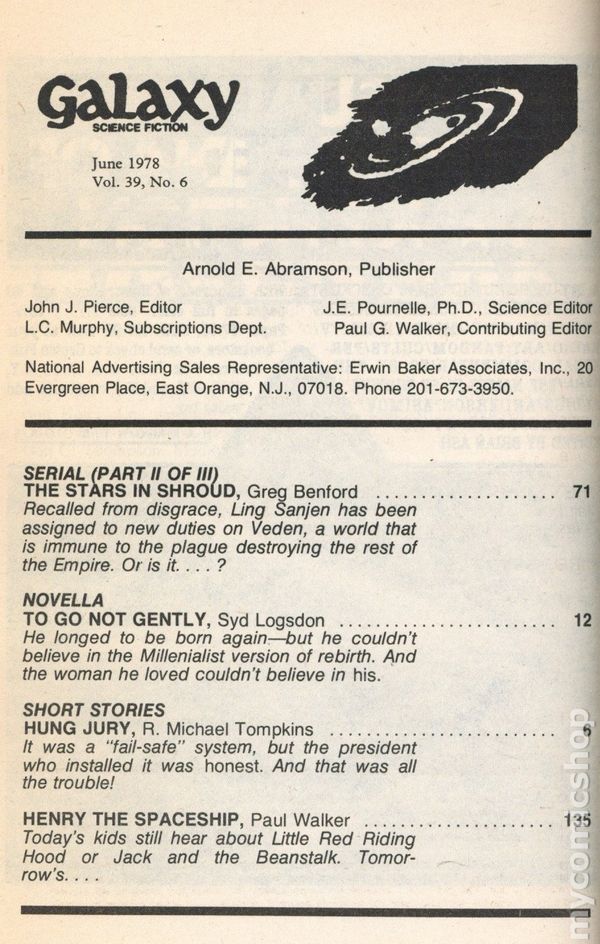 Galaxy
SCIENCE FICTION
June 1978
Vol. 39, No. 6
Arnold E. Abramson, Publisher
John J. Pierce, Editor
J.E. Pournelle, Ph.D., Science Editor
L.C. Murphy, Subscriptions Dept.
Paul G. Walker, Contributing Editor
National Advertising Sales Representative: Erwin Baker Associates, Inc., 20
Evergreen Place, East Orange, N.J., 07018. Phone 201-673-3950.
SERIAL (PART II OF III)
THE STARS IN SHROUD, Greg Benford .................... 71
Recalled from disgrace, Ling Sanjen has been
assigned to new duties on Veden, a world that
is immune to the plague destroying the rest of
the Empire. Or is it. . . . ?
NOVELLA
TO GO NOT GENTLY, Syd Logsdon ........................ 12
He longed to be born again—but he couldn't
believe in the Millenialist version of rebirth. And
the woman he loved couldn't believe in his.
SHORT STORIES
HUNG JURY, R. Michael Tompkins ......................... 6
It was a "fail-safe" system, but the president
who installed it was honest. And that was all
the trouble!
HENRY THE SPACESHIP, Paul Walker ..................... 135
Today's kids still hear about Little Red Riding
Hood or Jack and the Beanstalk. Tomor-
row's. . . .
mycomicshop